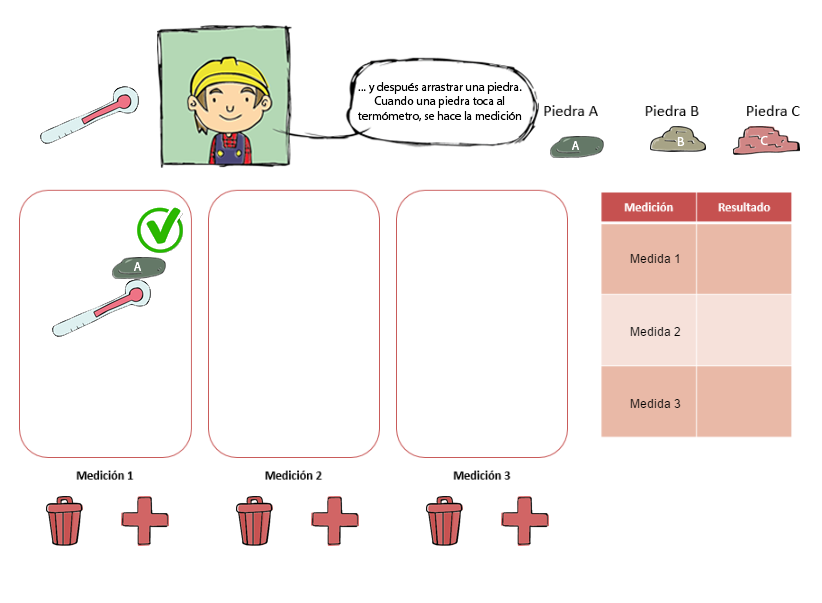 ... y después arrastrar una piedra.
Cuando una piedra toca al
termómetro, se hace la medición
Piedra A
Piedra B
Piedra C
A
B
C
A
Medición
Resultado
Medida 1
Medida 2
Medida 3
Medición 1
Medición 2
Medición 3